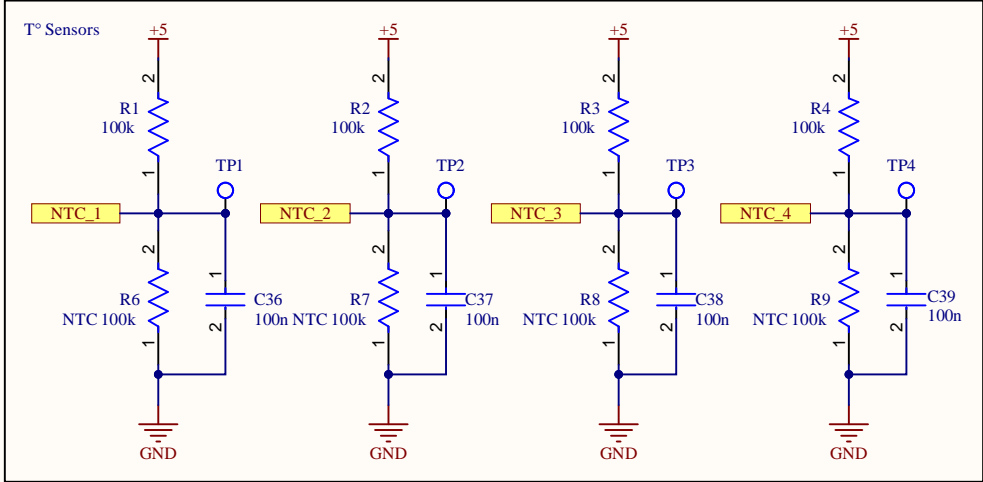 T° Sensors
+5 +5 +5 +5
2 2 2 2
R1 R2 R3 R4
100k 100k 100k 100k
1 1 1 1
TP1 TP2 TP3 TP4
NTC_1 NTC_2 NTC_3 NTC_4
2 2 2 2
1 1 1 1
R6 C36 R7 C37 R8 C38 R9 C39
NTC 100k 100n NTC 100k 100n NTC 100k 100n NTC 100k 100n
2 2 2 2
1 1 1 1
GND GND GND GND